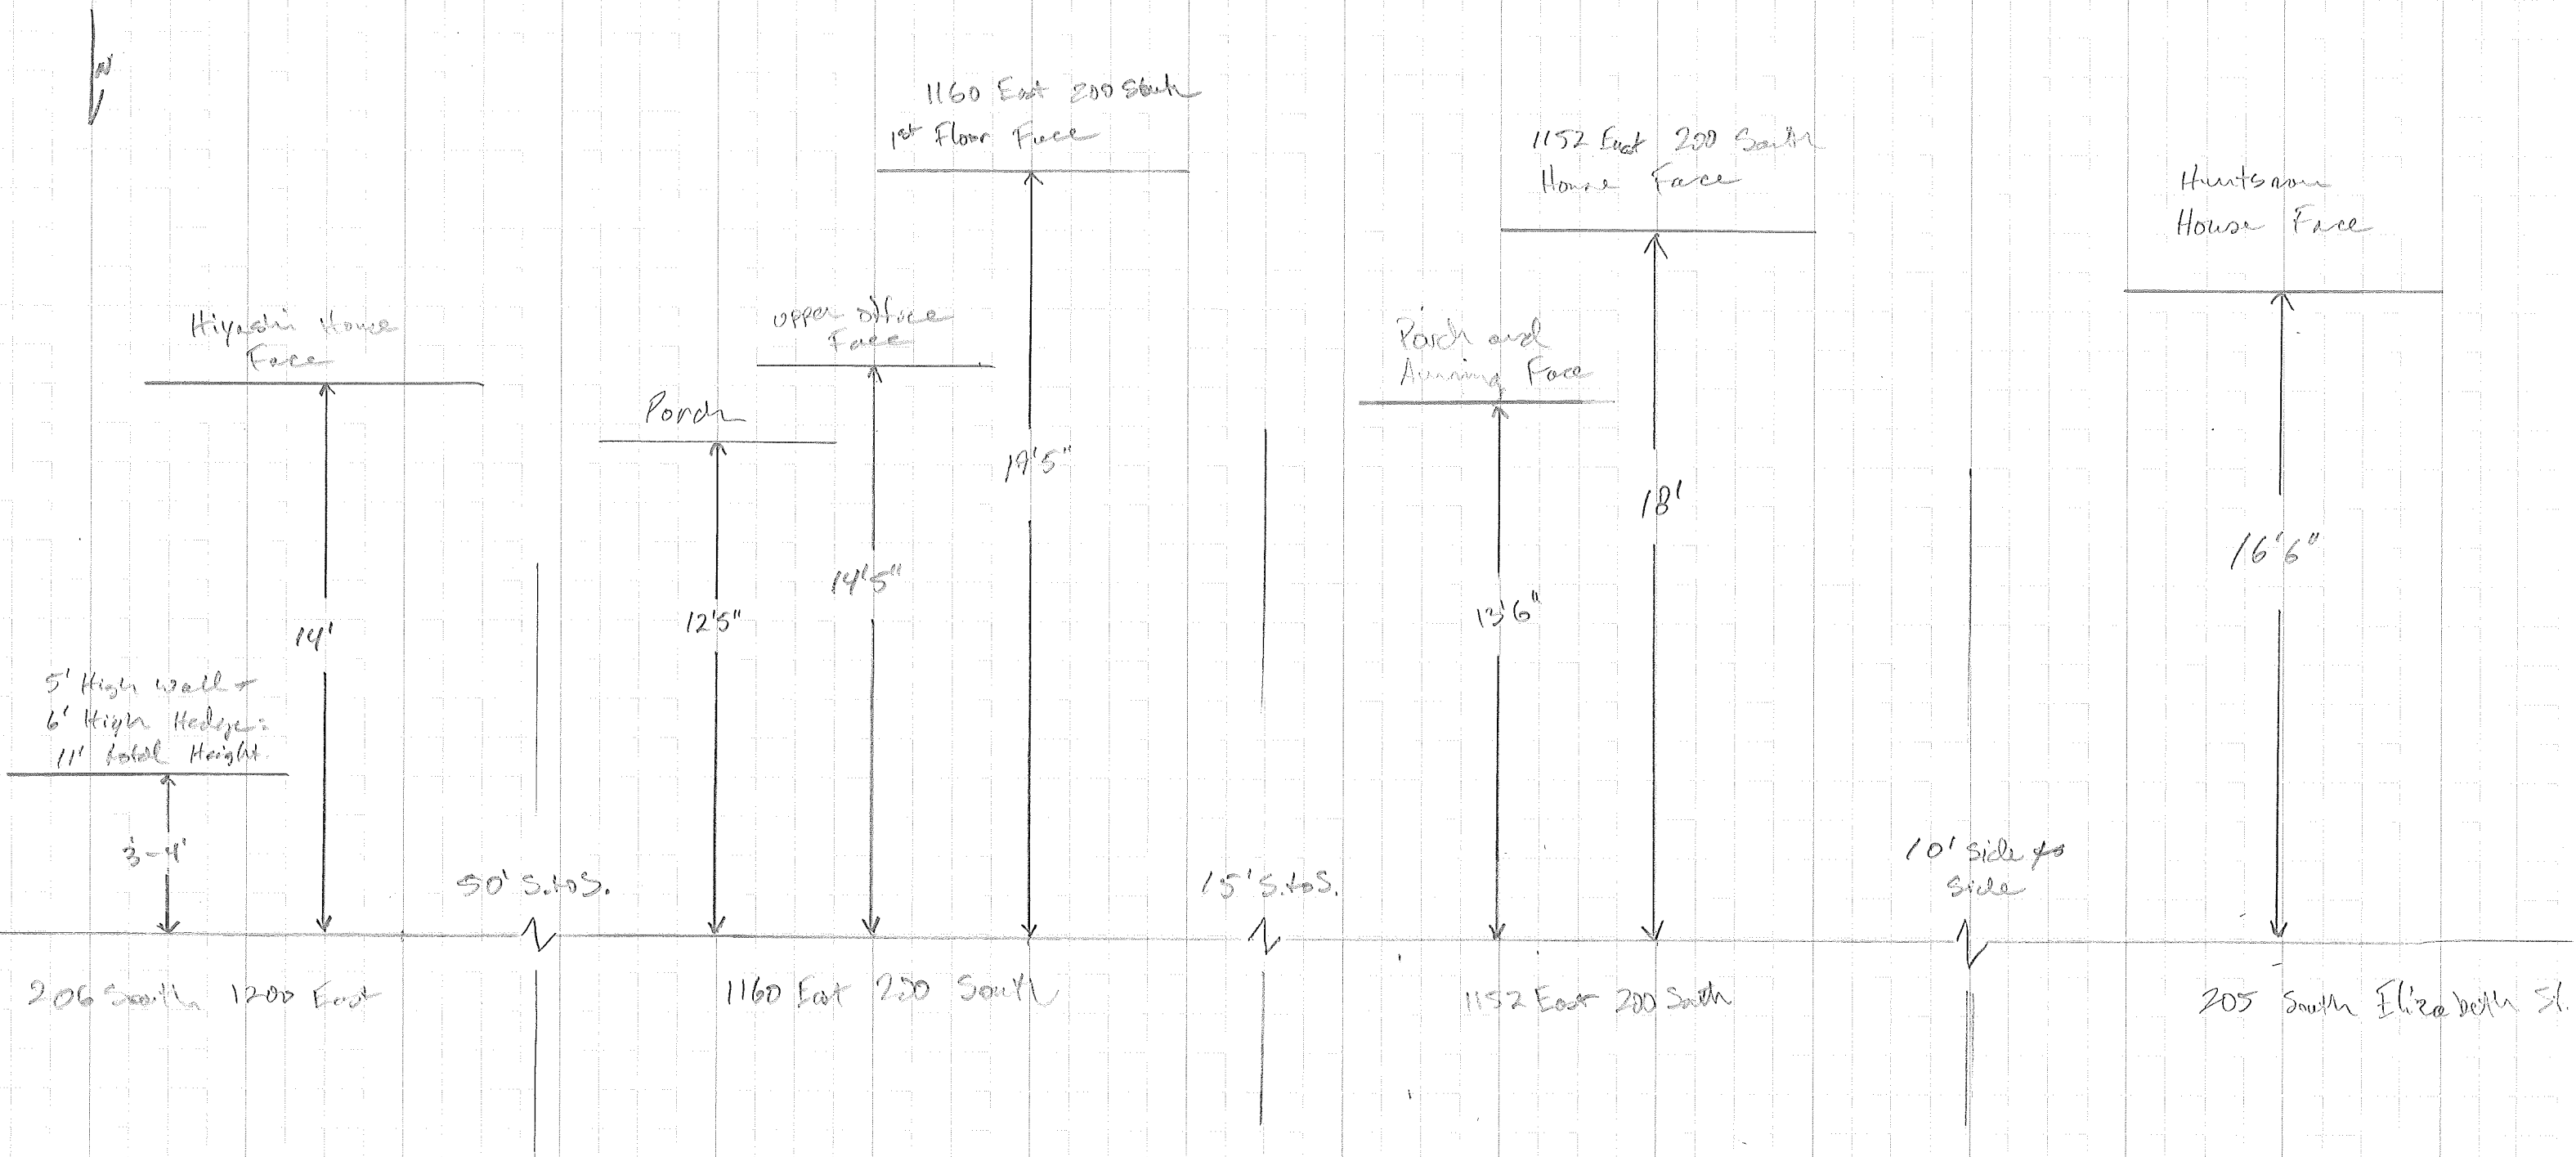 N
1160 East 200 South
1st Floor Face
19'5"
1152 East 200 South
House Face
18'
Huntsman
House Face
16'6"
Hiyashi House
Face
14'
upper office
Face
14'5"
Porch
12'5"
Porch and
Awning Face
13'6"
5' High Wall +
6' High Hedge =
11' total Height
3-4'
50' S.toS.
15' S.toS.
10' side to
side
206 South 1200 East
1160 East 200 South
1152 East 200 South
205 South Elizabeth St.